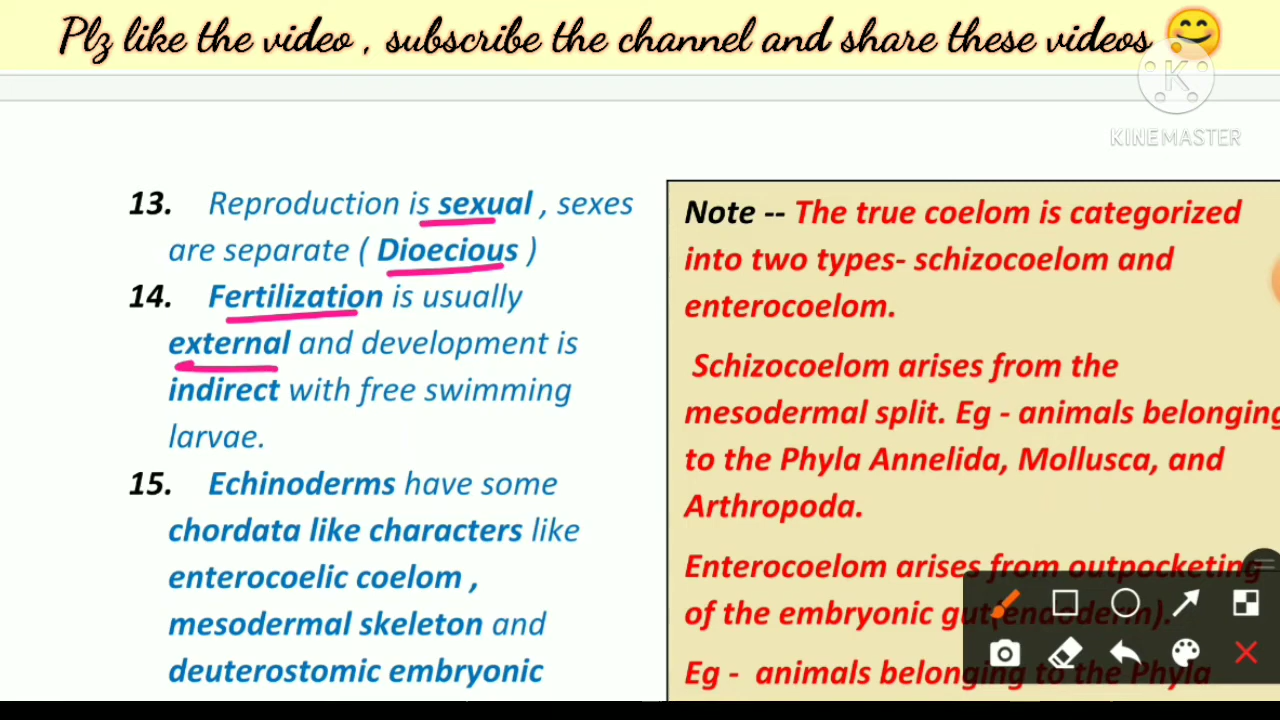 Plz like the video , subscribe the channel and share these videos
KINEMASTER
13. Reproduction is sexual , sexes
are separate ( Dioecious )
14. Fertilization is usually
external and development is
indirect with free swimming
larvae.
15. Echinoderms have some
chordata like characters like
enterocoelic coelom ,
mesodermal skeleton and
deuterostomic embryonic
Note -- The true coelom is categorized
into two types- schizocoelom and
enterocoelom.
Schizocoelom arises from the
mesodermal split. Eg - animals belonging
to the Phyla Annelida, Mollusca, and
Arthropoda.
Enterocoelom arises from outpocketing
of the embryonic gut(endoderm).
Eg - animals belonging to the Phyla